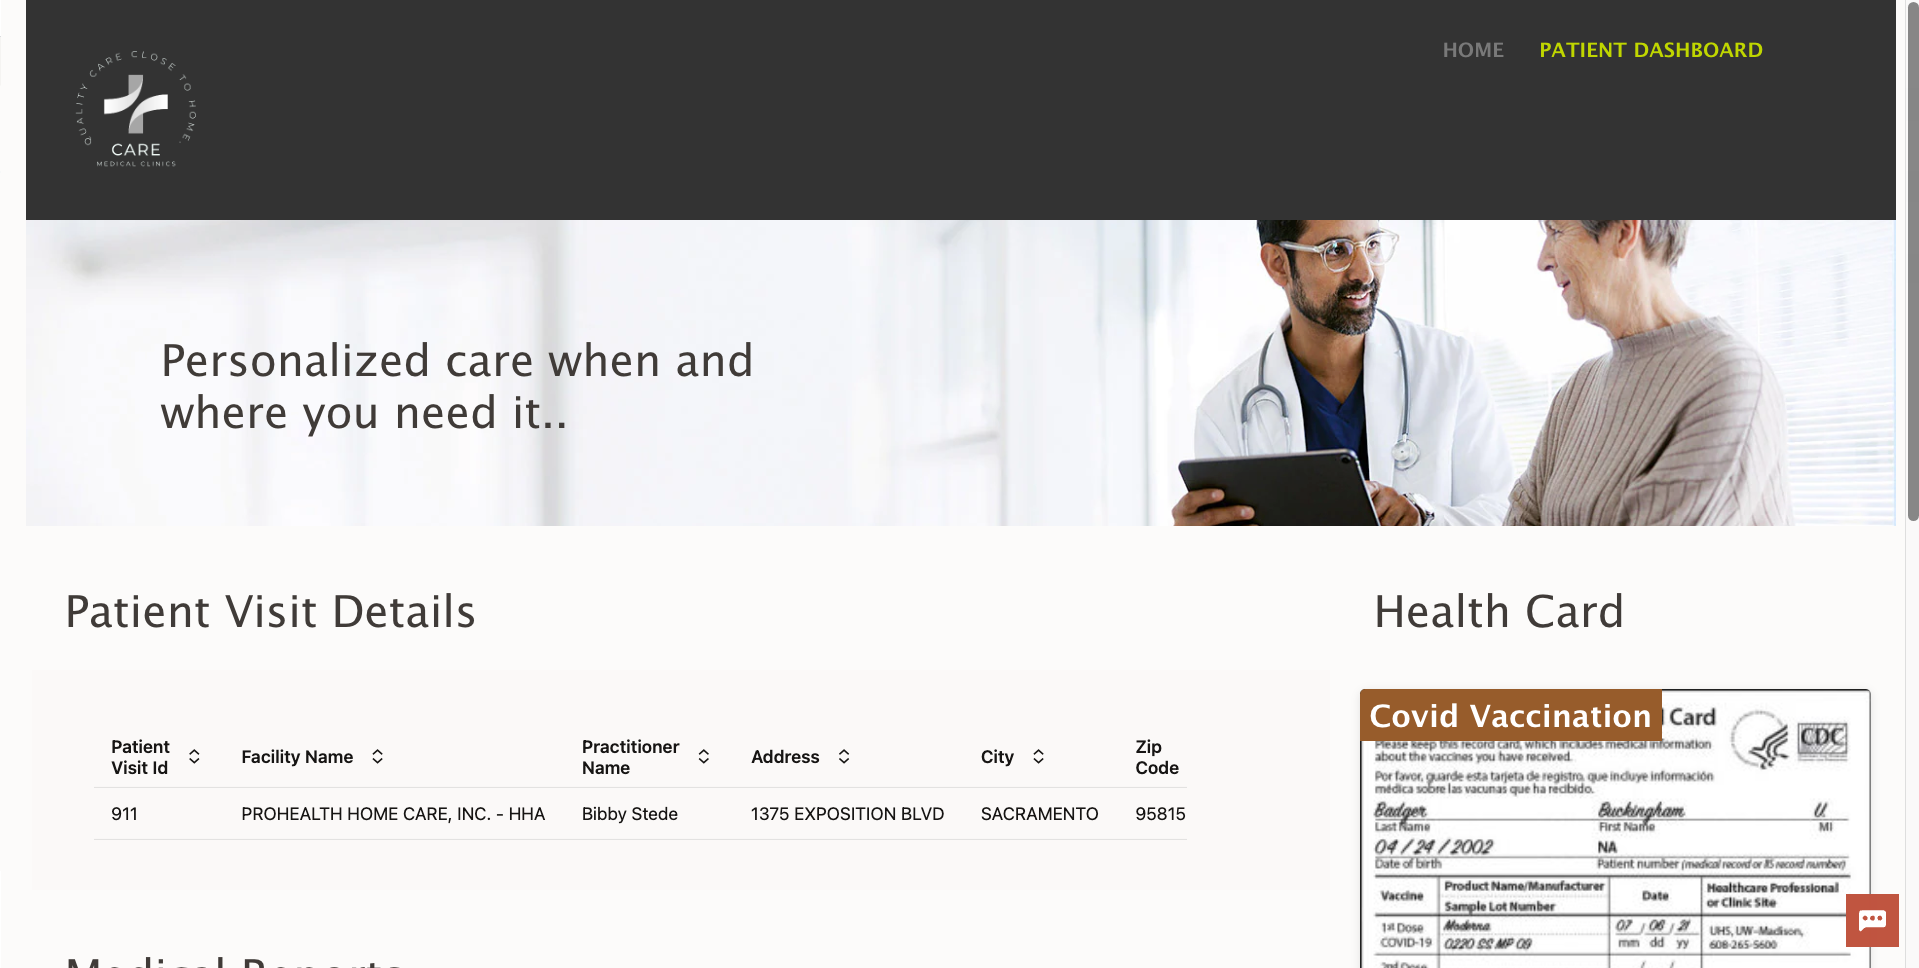 HOME
PATIENT DASHBOARD
QUALITY CARE CLOSE TO HOME.
CARE
MEDICAL CLINICS
Personalized care when and
where you need it..
Patient Visit Details
Patient Visit Id
Facility Name
Practitioner Name
Address
City
Zip Code
911
PROHEALTH HOME CARE, INC. - HHA
Bibby Stede
1375 EXPOSITION BLVD
SACRAMENTO
95815
Medical Reports
Health Card
Covid Vaccination
Card
CDC
Please keep this record card, which includes medical information
about the vaccines you have received.
Por favor, guarde esta tarjeta de registro, que incluye información
médica sobre las vacunas que ha recibido.
Badger Buckingham U.
Last Name First Name MI
04 / 24 / 2002 NA
Date of birth Patient number (medical record or IIS record number)
Vaccine
Product Name/Manufacturer
Sample Lot Number
Date
Healthcare Professional
or Clinic Site
1st Dose
COVID-19
Moderna
0220 SS MP 09
07 / 06 / 21
mm dd yy
UHS, UW-Madison,
608-265-5600
2nd Dose